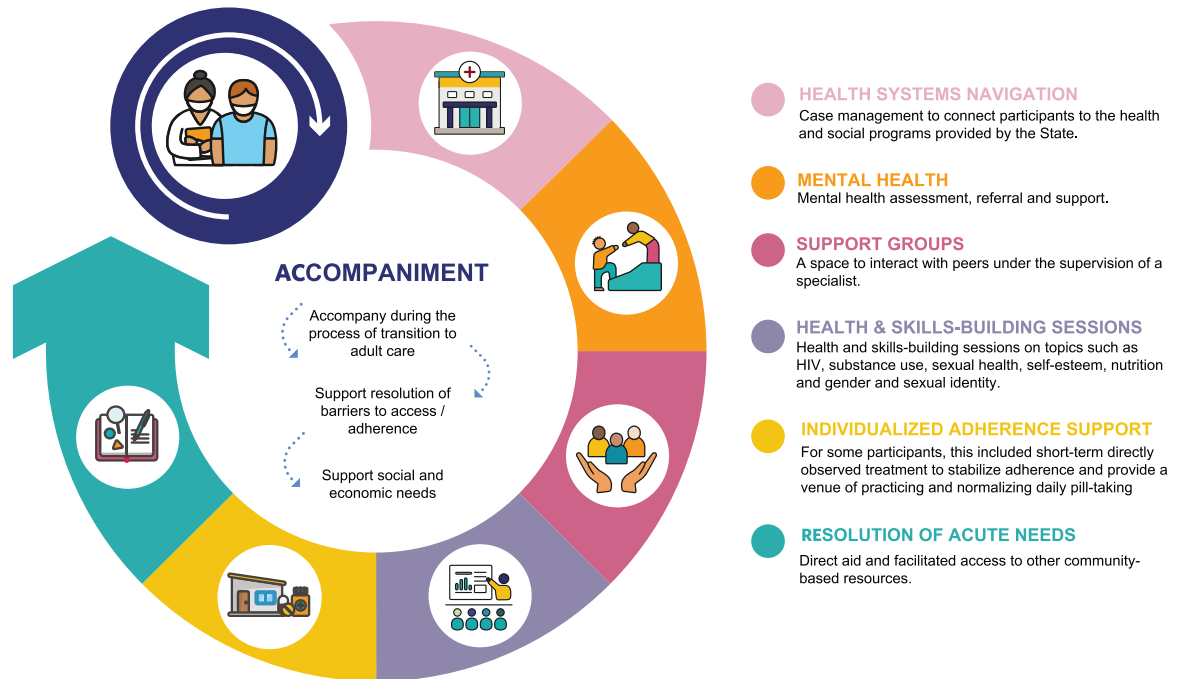 ACCOMPANIMENT
Accompany during the
process of transition to
adult care
Support resolution of
barriers to access /
adherence
Support social and
economic needs
HEALTH SYSTEMS NAVIGATION
Case management to connect participants to the health
and social programs provided by the State.
MENTAL HEALTH
Mental health assessment, referral and support.
SUPPORT GROUPS
A space to interact with peers under the supervision of a
specialist.
HEALTH & SKILLS-BUILDING SESSIONS
Health and skills-building sessions on topics such as
HIV, substance use, sexual health, self-esteem, nutrition
and gender and sexual identity.
INDIVIDUALIZED ADHERENCE SUPPORT
For some participants, this included short-term directly
observed treatment to stabilize adherence and provide a
venue of practicing and normalizing daily pill-taking
RESOLUTION OF ACUTE NEEDS
Direct aid and facilitated access to other community-
based resources.